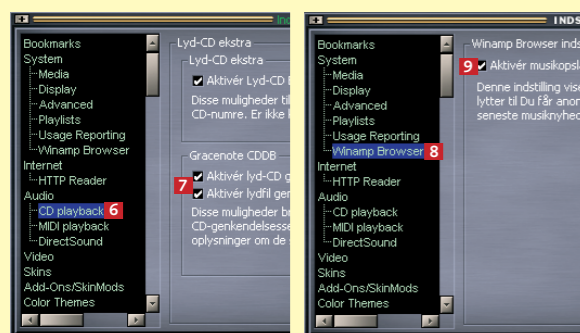 Bookmarks
System
Media
Display
Advanced
Playlists
Usage Reporting
Winamp Browser
Internet
HTTP Reader
Audio
CD playback 6
MIDI playback
DirectSound
Video
Skins
Add-Ons/SkinMods
Color Themes
Lyd-CD ekstra
Lyd-CD ekstra
Aktivér Lyd-CD
Disse muligheder
CD-numre. Er ikke
Gracenote CDDB
7
Aktivér lyd-CD
Aktivér lydfil
Disse muligheder
CD-genkendelsesse
oplysninger om de
INDS
Bookmarks
System
Media
Display
Advanced
Playlists
Usage Reporting
Winamp Browser 8
Internet
HTTP Reader
Audio
CD playback
MIDI playback
DirectSound
Video
Skins
Add-Ons/SkinMods
Color Themes
Winamp Browser inds
9 Aktivér musikopsl
Denne indstilling vise
lytter til Du får anor
seneste musiknyhed